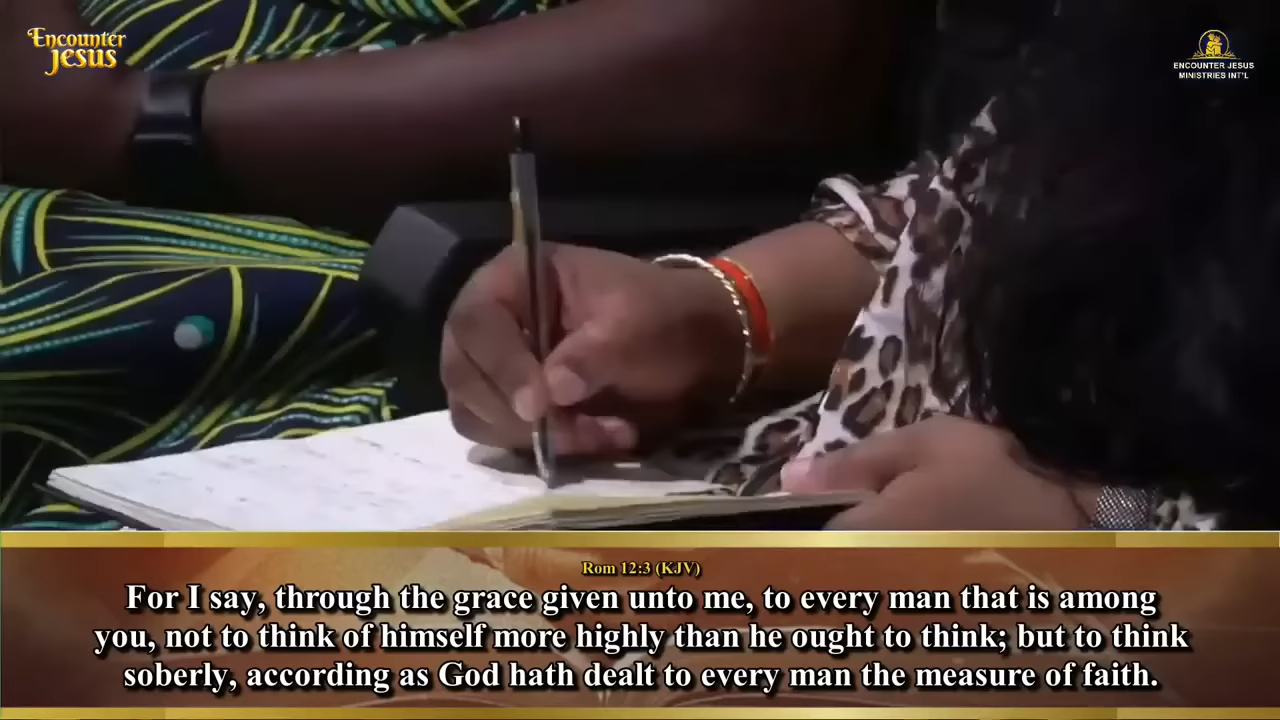 Encounter
Jesus
ENCOUNTER JESUS
MINISTRIES INT'L
Rom 12:3 (KJV)
For I say, through the grace given unto me, to every man that is among
you, not to think of himself more highly than he ought to think; but to think
soberly, according as God hath dealt to every man the measure of faith.